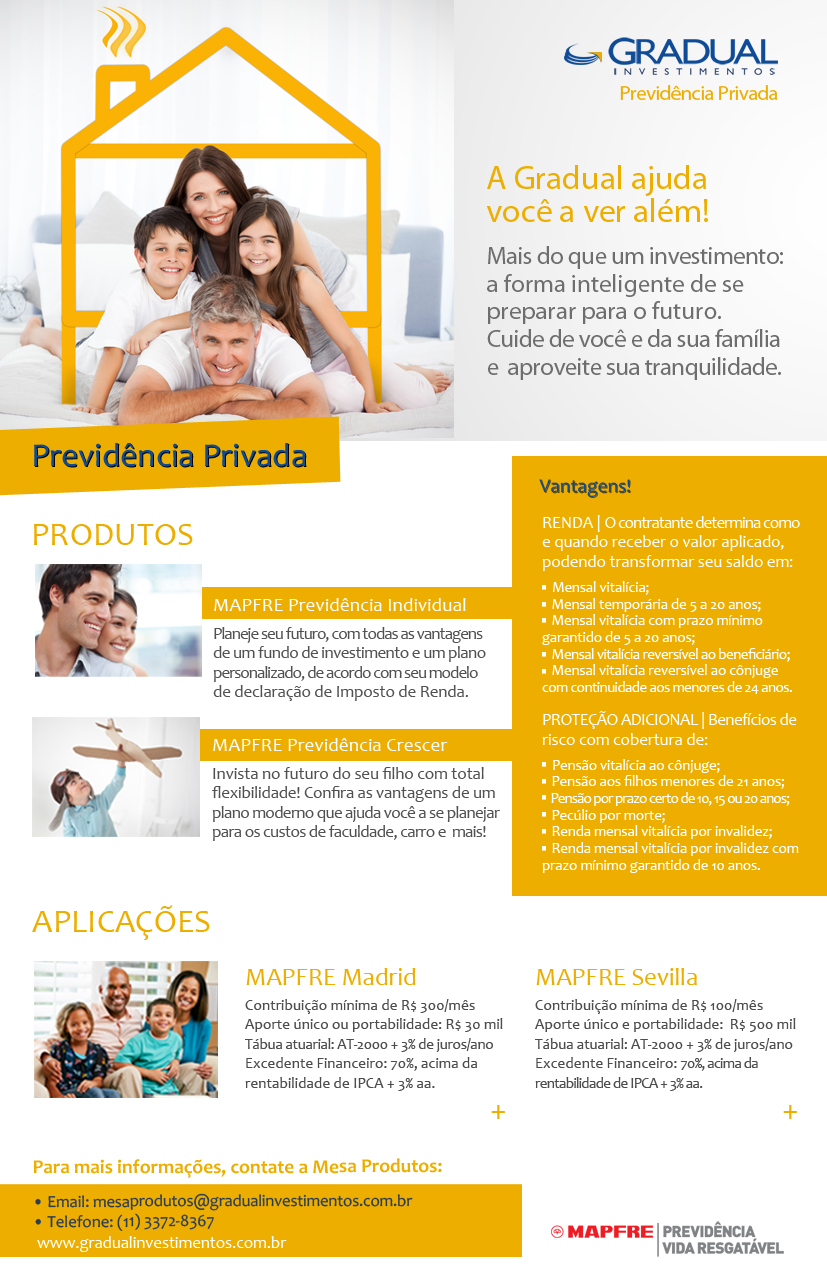 GRADUAL
INVESTIMENTOS
Previdência Privada
A Gradual ajuda
você a ver além!
Mais do que um investimento:
a forma inteligente de se
preparar para o futuro.
Cuide de você e da sua família
e aproveite sua tranquilidade.
Previdência Privada
PRODUTOS
MAPFRE Previdência Individual
Planeje seu futuro, com todas as vantagens
de um fundo de investimento e um plano
personalizado, de acordo com seu modelo
de declaração de Imposto de Renda.
MAPFRE Previdência Crescer
Invista no futuro do seu filho com total
flexibilidade! Confira as vantagens de um
plano moderno que ajuda você a se planejar
para os custos de faculdade, carro e mais!
Vantagens!
RENDA | O contratante determina como
e quando receber o valor aplicado,
podendo transformar seu saldo em:
▪ Mensal vitalícia;
▪ Mensal temporária de 5 a 20 anos;
▪ Mensal vitalícia com prazo mínimo
garantido de 5 a 20 anos;
▪ Mensal vitalícia reversível ao beneficiário;
▪ Mensal vitalícia reversível ao cônjuge
com continuidade aos menores de 24 anos.
PROTEÇÃO ADICIONAL | Benefícios de
risco com cobertura de:
▪ Pensão vitalícia ao cônjuge;
▪ Pensão aos filhos menores de 21 anos;
▪ Pensão por prazo certo de 10, 15 ou 20 anos;
▪ Pecúlio por morte;
▪ Renda mensal vitalícia por invalidez;
▪ Renda mensal vitalícia por invalidez com
prazo mínimo garantido de 10 anos.
APLICAÇÕES
MAPFRE Madrid
Contribuição mínima de R$ 300/mês
Aporte único ou portabilidade: R$ 30 mil
Tábua atuarial: AT-2000 + 3% de juros/ano
Excedente Financeiro: 70%, acima da
rentabilidade de IPCA + 3% aa.
+
MAPFRE Sevilla
Contribuição mínima de R$ 100/mês
Aporte único e portabilidade: R$ 500 mil
Tábua atuarial: AT-2000 + 3% de juros/ano
Excedente Financeiro: 70%, acima da
rentabilidade de IPCA + 3% aa.
+
Para mais informações, contate a Mesa Produtos:
• Email: mesaprodutos@gradualinvestimentos.com.br
• Telefone: (11) 3372-8367
www.gradualinvestimentos.com.br
MAPFRE
PREVIDÊNCIA
VIDA RESGATÁVEL